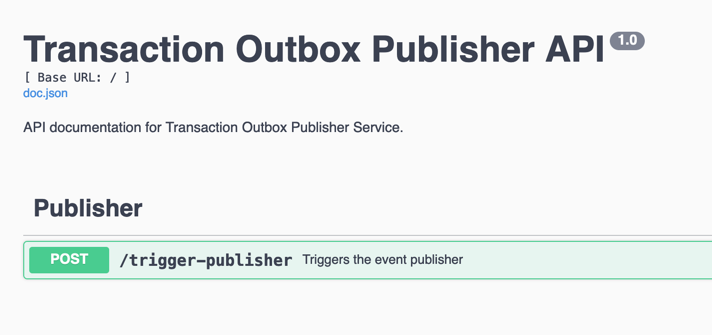 Transaction Outbox Publisher API 1.0
[ Base URL: / ]
doc.json
API documentation for Transaction Outbox Publisher Service.
Publisher
POST /trigger-publisher Triggers the event publisher